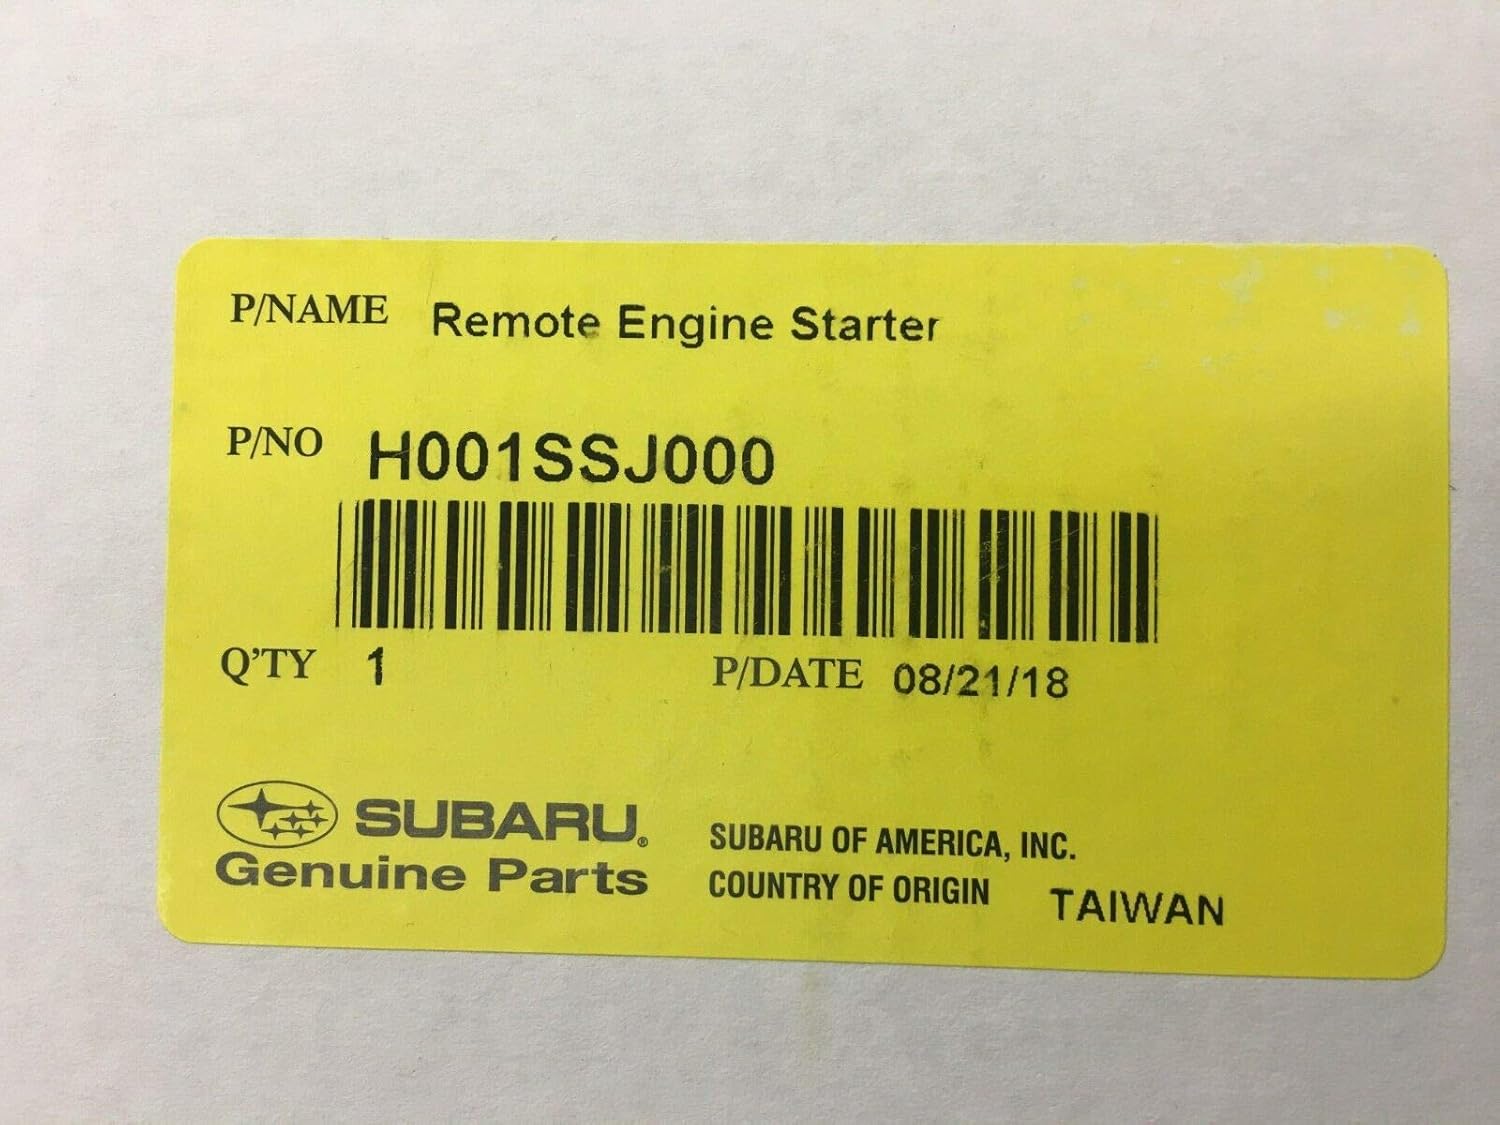 P/NAME Remote Engine Starter
P/NO H001SSJ000
Q'TY 1 P/DATE 08/21/18
SUBARU®
Genuine Parts
SUBARU OF AMERICA, INC.
COUNTRY OF ORIGIN TAIWAN